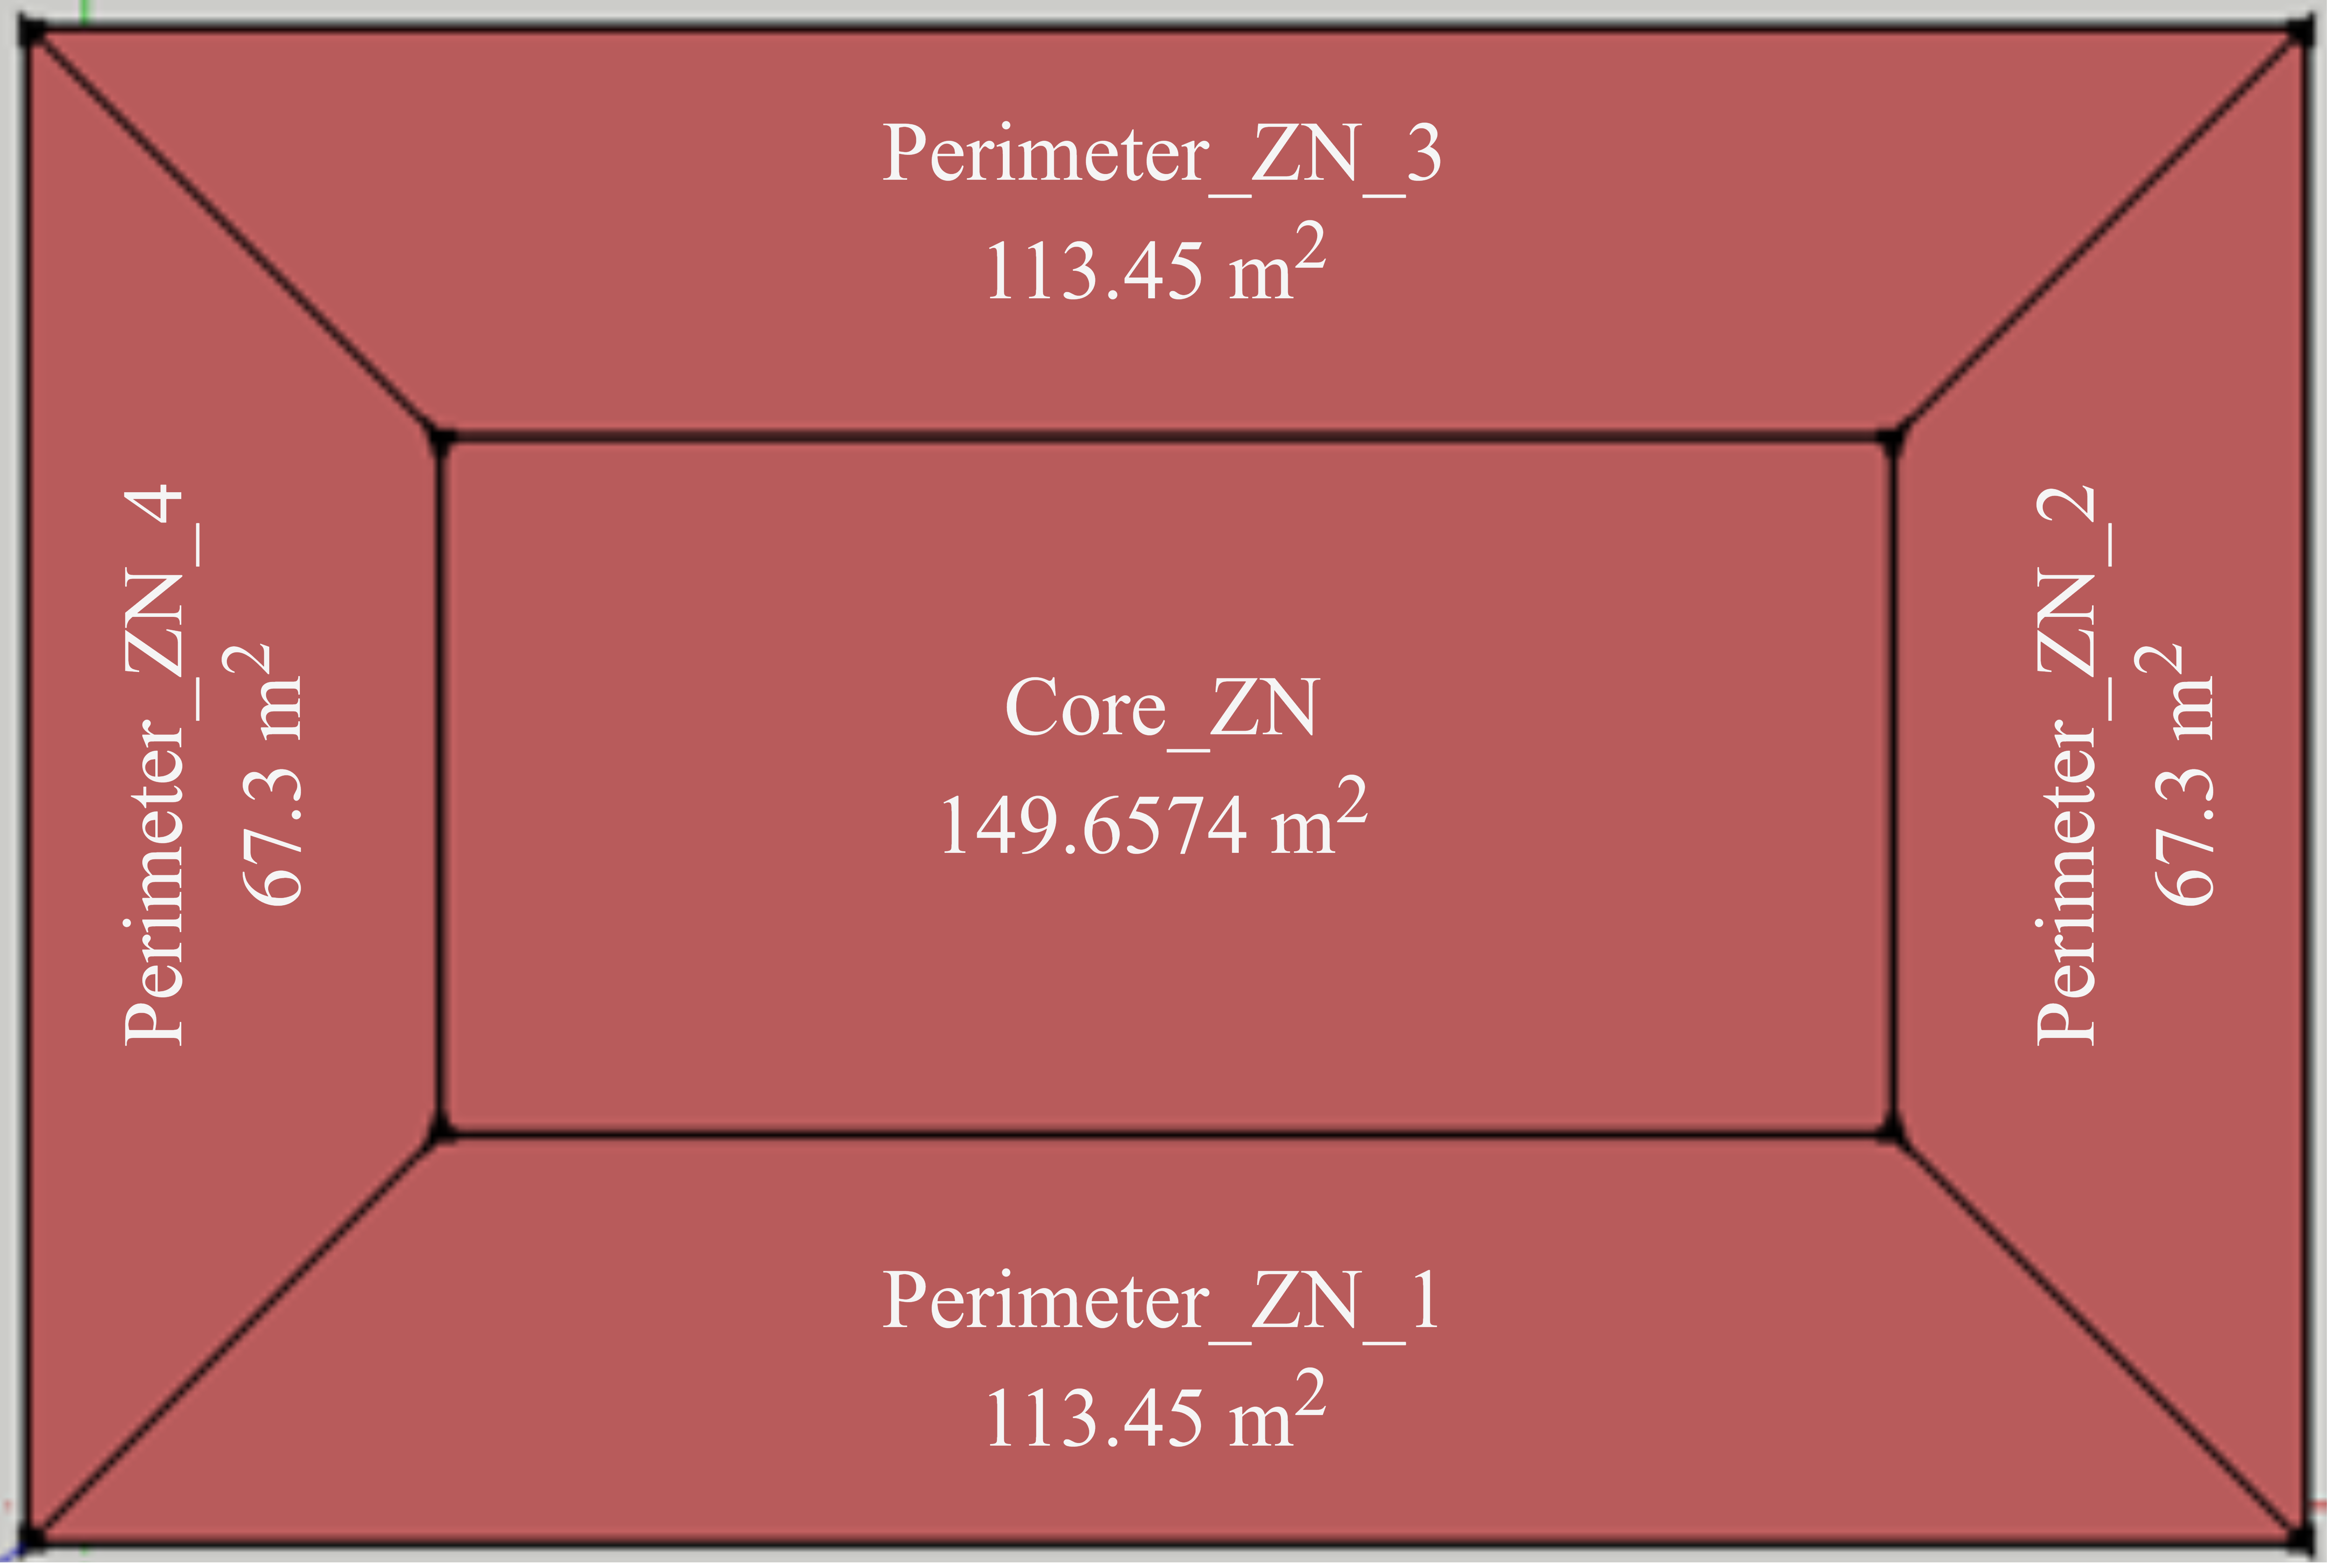 Perimeter_ZN_3
113.45 m²
Perimeter_ZN_4
67.3 m²
Core_ZN
149.6574 m²
Perimeter_ZN_2
67.3 m²
Perimeter_ZN_1
113.45 m²